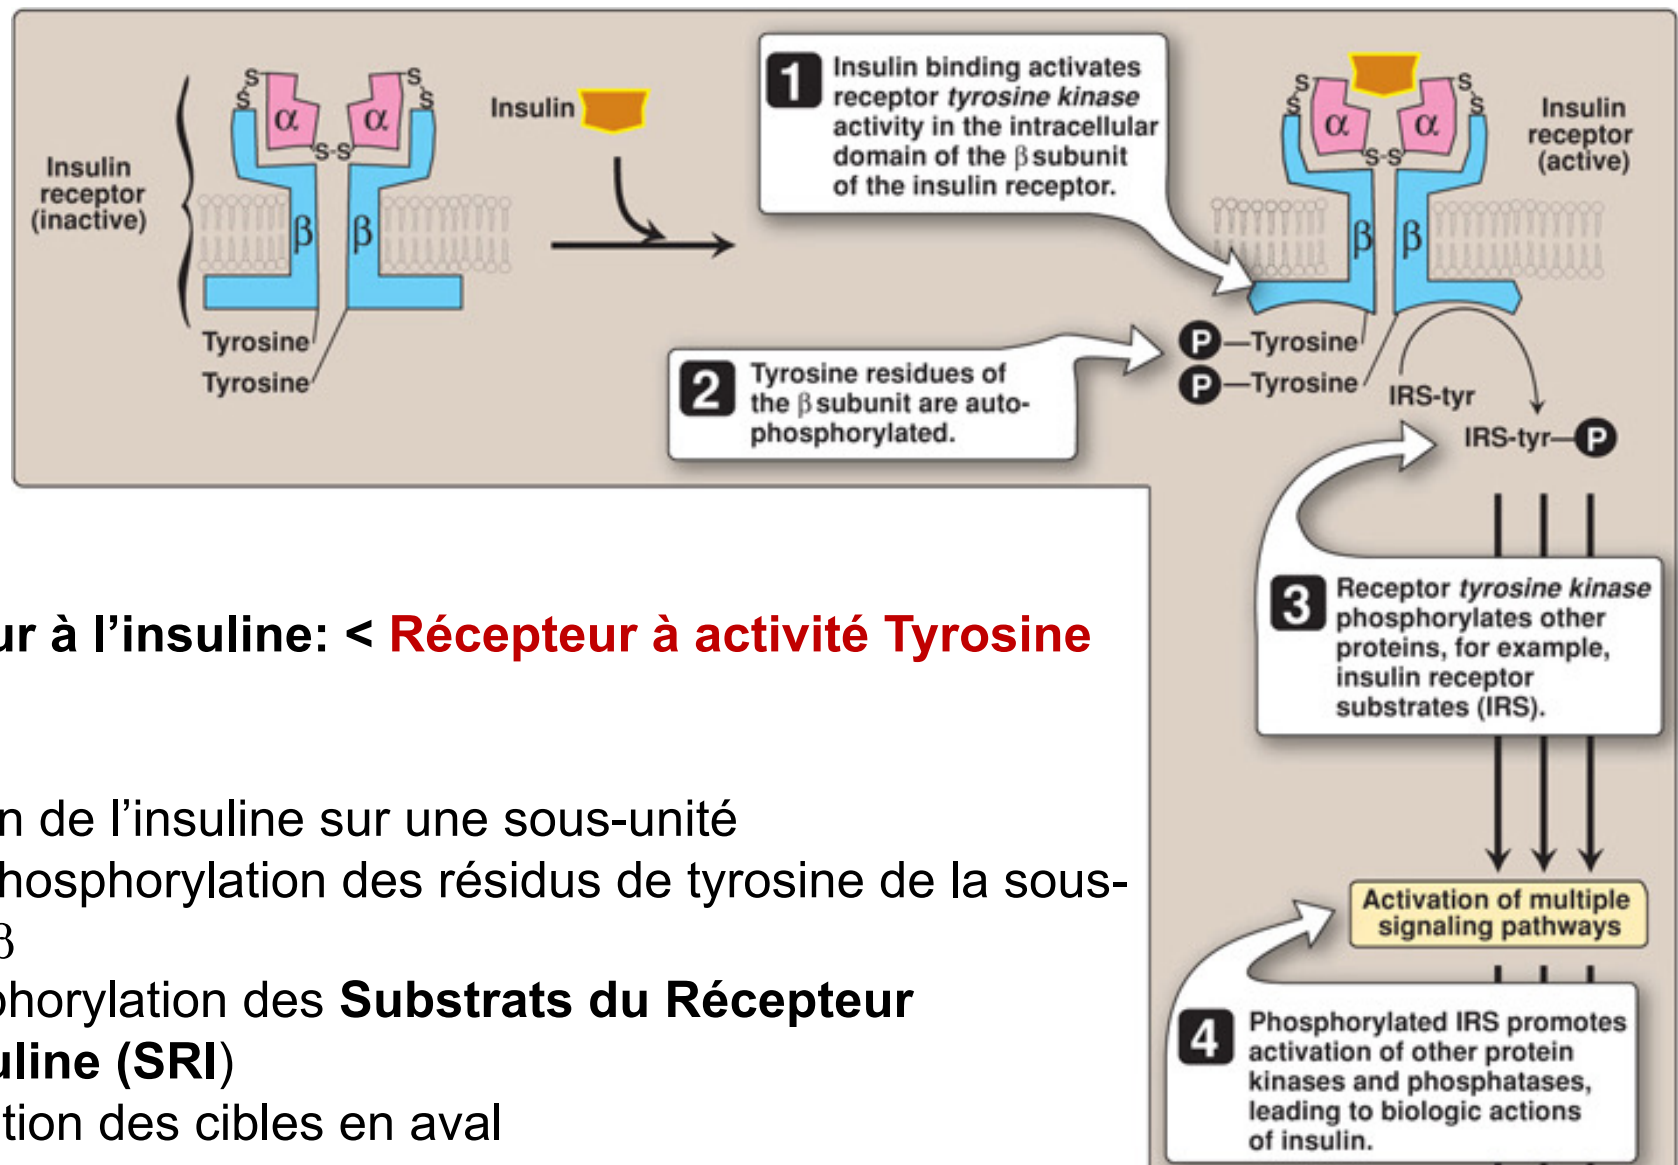 Insulin
receptor
(inactive)
S
S
α
α
S
S
S-S
β
β
Tyrosine
Tyrosine
Insulin
1
Insulin binding activates
receptor tyrosine kinase
activity in the intracellular
domain of the β subunit
of the insulin receptor.
S
S
α
α
S
S
S-S
β
β
Insulin
receptor
(active)
2
Tyrosine residues of
the β subunit are auto-
phosphorylated.
P—Tyrosine
P—Tyrosine
IRS-tyr
IRS-tyr—P
3
Receptor tyrosine kinase
phosphorylates other
proteins, for example,
insulin receptor
substrates (IRS).
Activation of multiple
signaling pathways
4
Phosphorylated IRS promotes
activation of other protein
kinases and phosphatases,
leading to biologic actions
of insulin.
ur à l’insuline: < Récepteur à activité Tyrosine
n de l’insuline sur une sous-unité
hosphorylation des résidus de tyrosine de la sous-
β
phorylation des Substrats du Récepteur
uline (SRI)
tion des cibles en aval